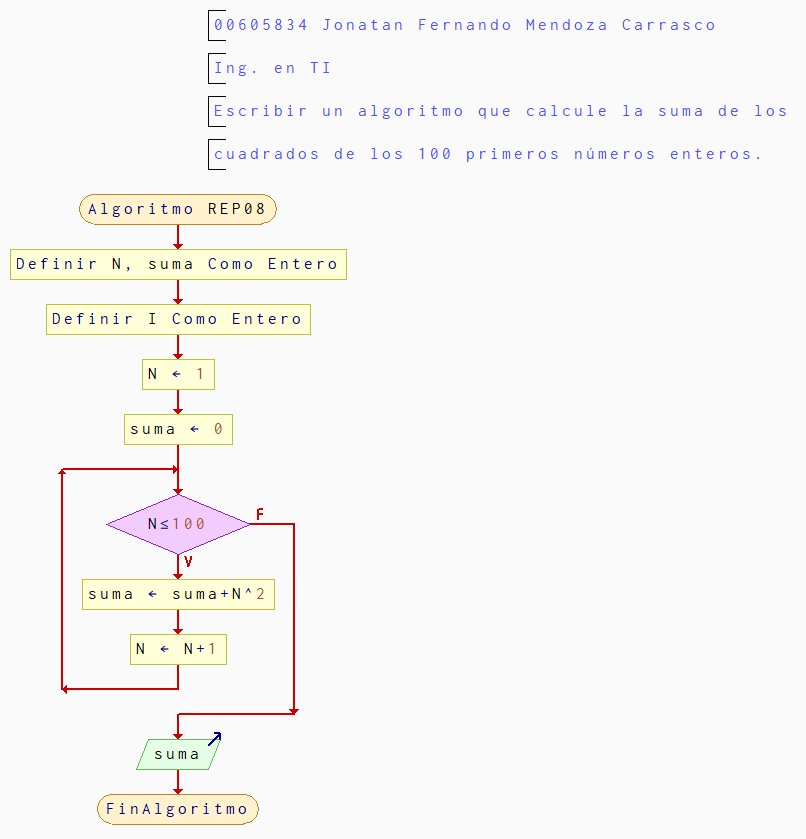 00605834 Jonatan Fernando Mendoza Carrasco
Ing. en TI
Escribir un algoritmo que calcule la suma de los
cuadrados de los 100 primeros números enteros.
Algoritmo REP08
Definir N, suma Como Entero
Definir I Como Entero
N ← 1
suma ← 0
N≤100
F
V
suma ← suma+N^2
N ← N+1
suma
FinAlgoritmo